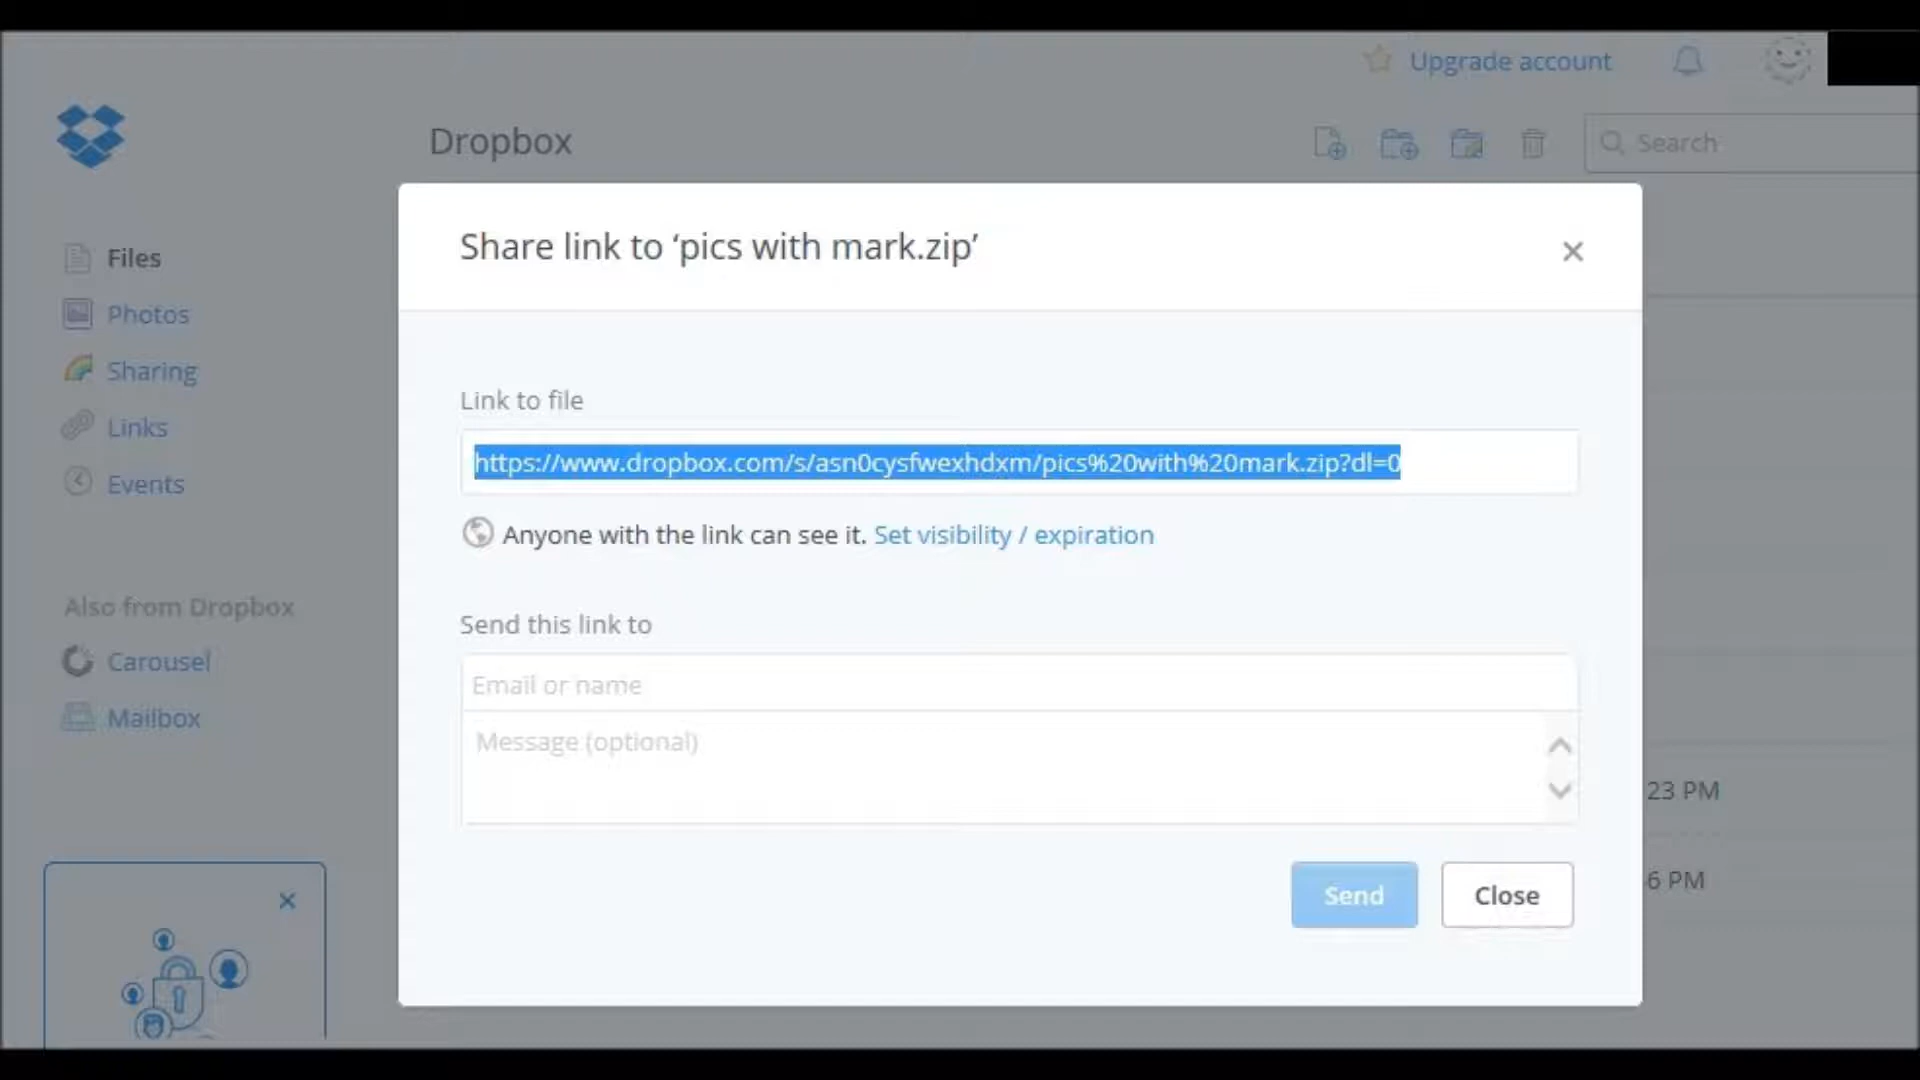 Upgrade account
Dropbox
Search
Files
Photos
Sharing
Links
Events
Also from Dropbox
Carousel
Mailbox
Share link to ‘pics with mark.zip’
Link to file
https://www.dropbox.com/s/asn0cysfwexhdxm/pics%20with%20mark.zip?dl=0
Anyone with the link can see it. Set visibility / expiration
Send this link to
Email or name
Message (optional)
Send Close
23 PM
6 PM